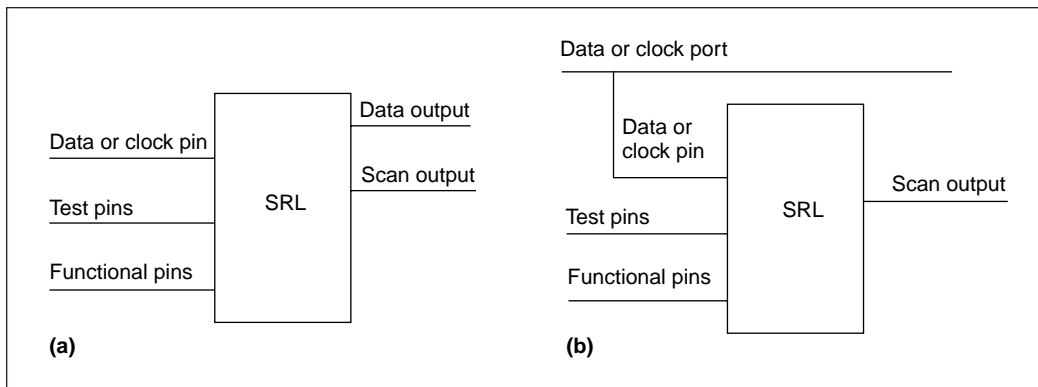 Data or clock pin
Test pins
Functional pins
SRL
Data output
Scan output
(a)
Data or clock port
Data or
clock pin
Test pins
Functional pins
SRL
Scan output
(b)